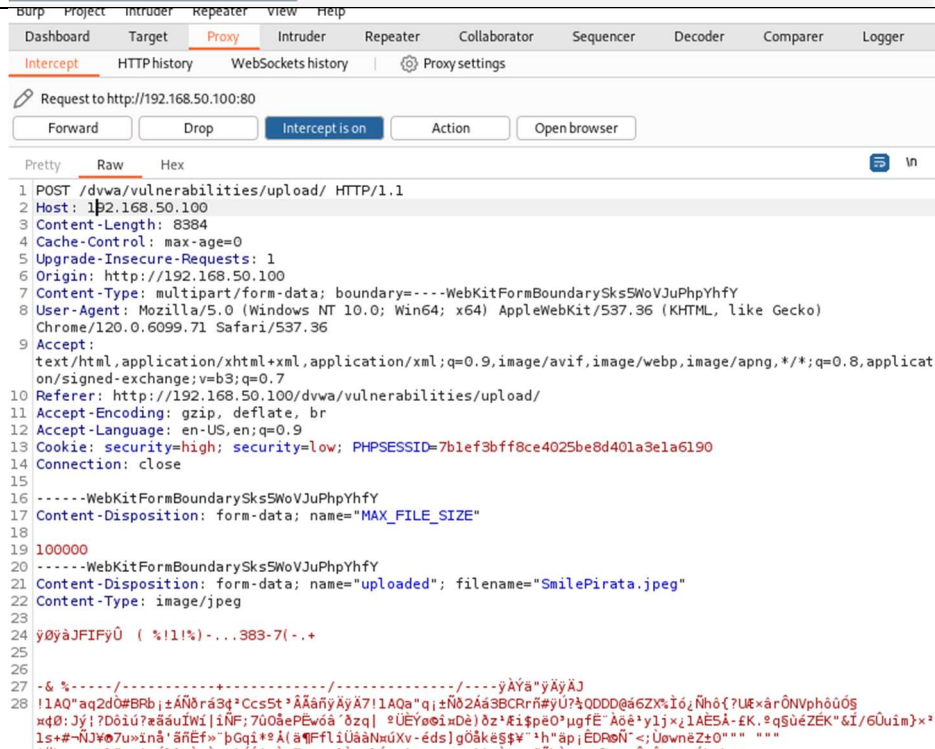 Burp Project Intruder Repeater View Help
Dashboard Target Proxy Intruder Repeater Collaborator Sequencer Decoder Comparer Logger
Intercept HTTP history WebSockets history Proxy settings
Request to http://192.168.50.100:80
Forward Drop Intercept is on Action Open browser
Pretty Raw Hex \n
1 POST /dvwa/vulnerabilities/upload/ HTTP/1.1
2 Host: 192.168.50.100
3 Content-Length: 8384
4 Cache-Control: max-age=0
5 Upgrade-Insecure-Requests: 1
6 Origin: http://192.168.50.100
7 Content-Type: multipart/form-data; boundary=----WebKitFormBoundarySks5WoVJuPhpYhfY
8 User-Agent: Mozilla/5.0 (Windows NT 10.0; Win64; x64) AppleWebKit/537.36 (KHTML, like Gecko)
Chrome/120.0.6099.71 Safari/537.36
9 Accept:
text/html,application/xhtml+xml,application/xml;q=0.9,image/avif,image/webp,image/apng,*/*;q=0.8,applicat
on/signed-exchange;v=b3;q=0.7
10 Referer: http://192.168.50.100/dvwa/vulnerabilities/upload/
11 Accept-Encoding: gzip, deflate, br
12 Accept-Language: en-US,en;q=0.9
13 Cookie: security=high; security=low; PHPSESSID=7b1ef3bff8ce4025be8d401a3e1a6190
14 Connection: close
15
16 ------WebKitFormBoundarySks5WoVJuPhpYhfY
17 Content-Disposition: form-data; name="MAX_FILE_SIZE"
18
19 100000
20 ------WebKitFormBoundarySks5WoVJuPhpYhfY
21 Content-Disposition: form-data; name="uploaded"; filename="SmilePirata.jpeg"
22 Content-Type: image/jpeg
23
24 ÿØÿàJFIFÿÛ ( %!1!%)-...383-7(-.+
25
26
27 -& %-----/----------+------------/------------/----ÿÀÝä"ÿÄÿÄJ
28